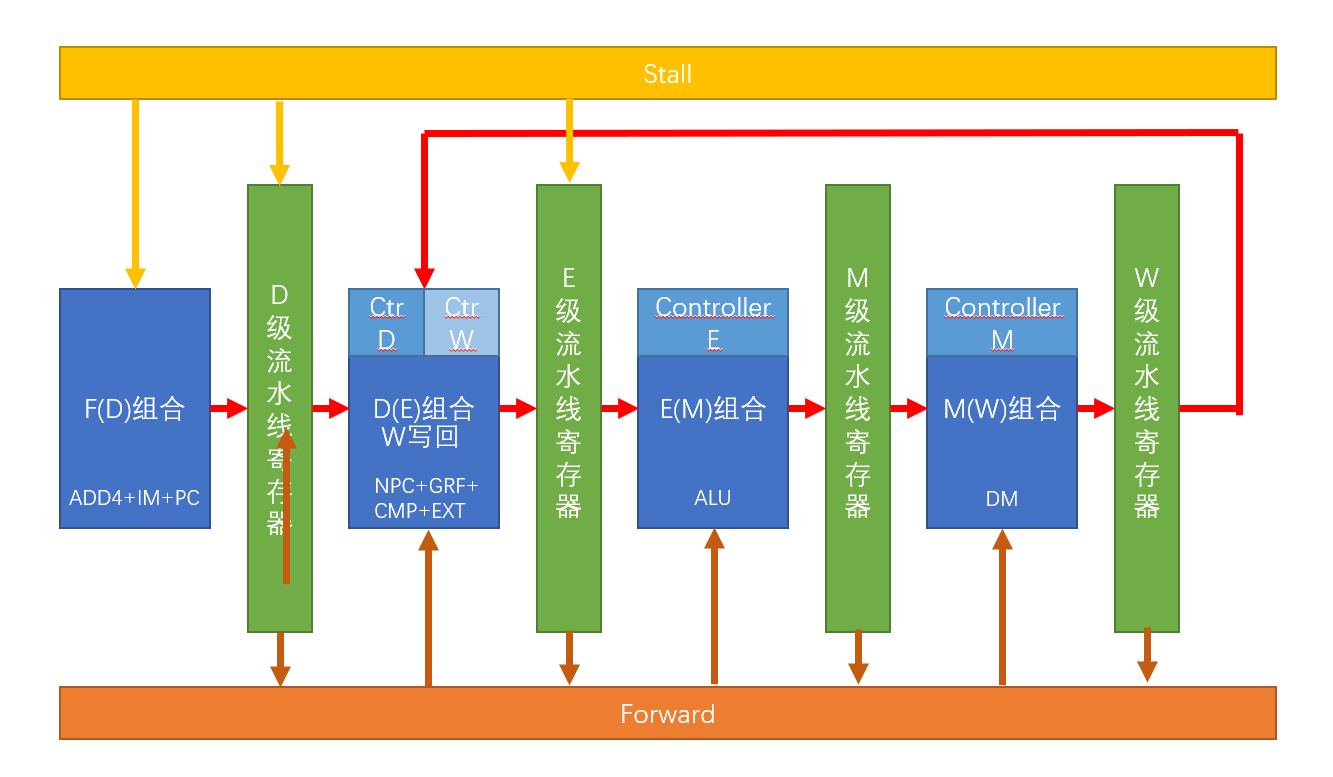 Stall
D级流水线寄存器
E级流水线寄存器
M级流水线寄存器
W级流水线寄存器
Ctr
D
Ctr
W
Controller
E
Controller
M
F(D)组合
ADD4+IM+PC
D(E)组合
W写回
NPC+GRF+
CMP+EXT
E(M)组合
ALU
M(W)组合
DM
Forward